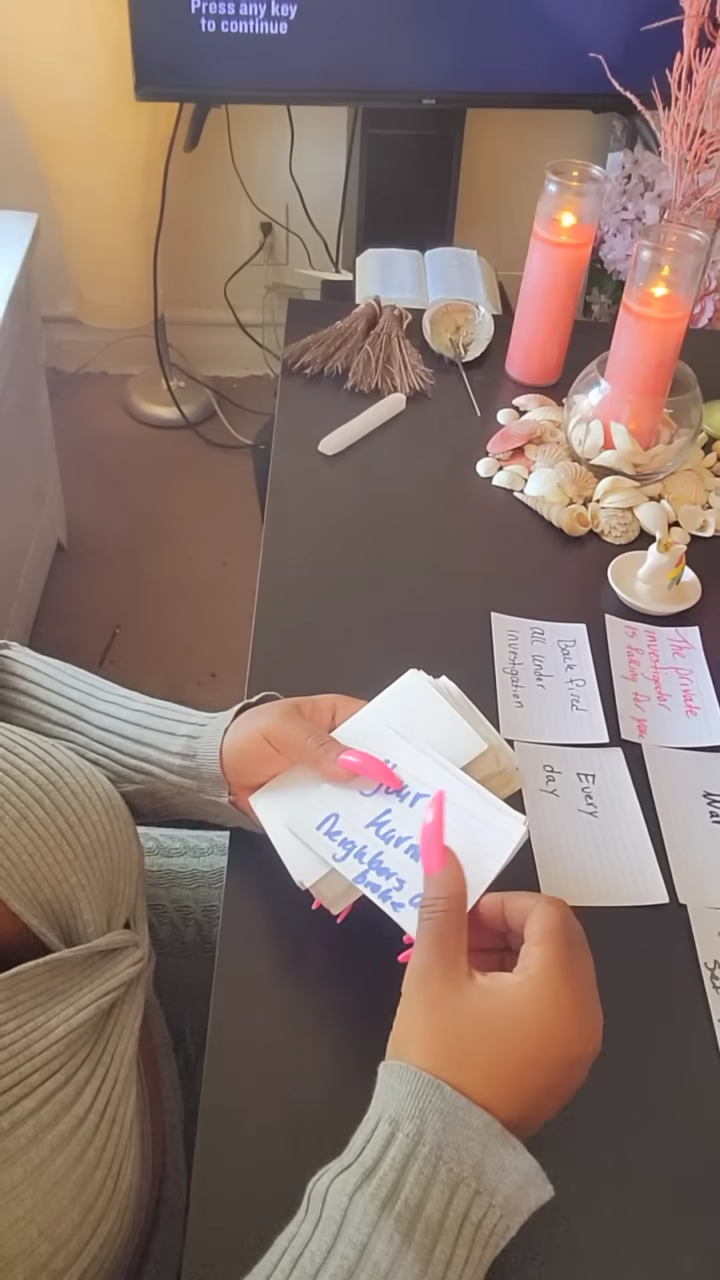 Press any key
to continue
Back fired
all under
investigation
The private
investigator
is falling for you
Every
day
your
Neighbors
broke